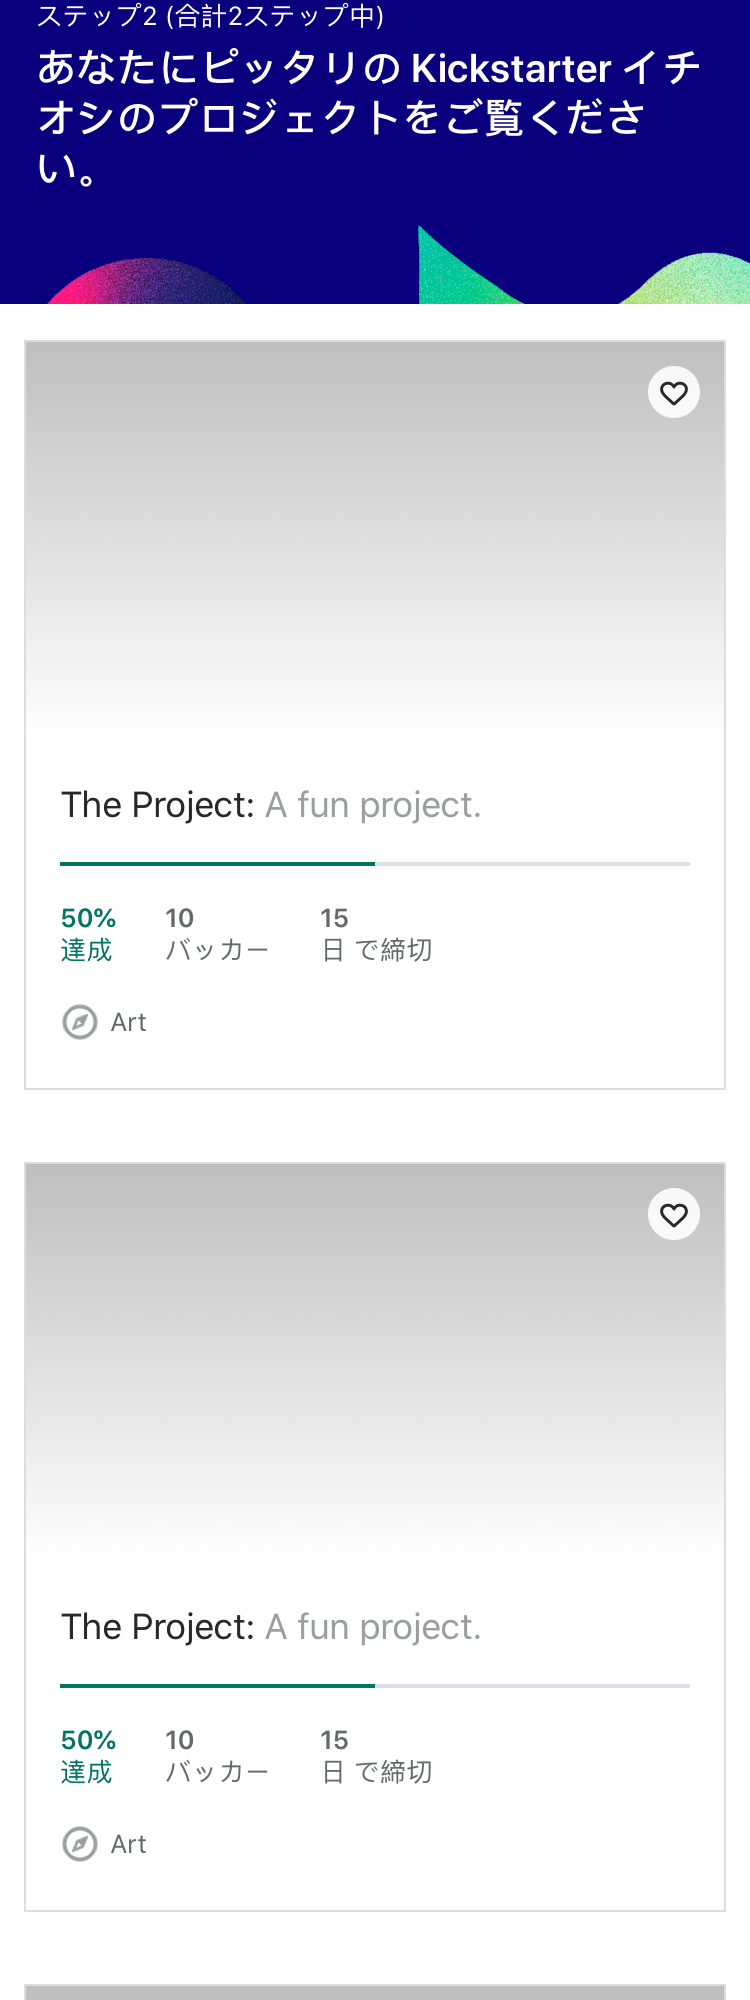 ステップ2 (合計2ステップ中)
あなたにピッタリの Kickstarter イチ
オシのプロジェクトをご覧くださ
い。
The Project: A fun project.
50%
達成
10
バッカー
15
日 で締切
Art
The Project: A fun project.
50%
達成
10
バッカー
15
日 で締切
Art